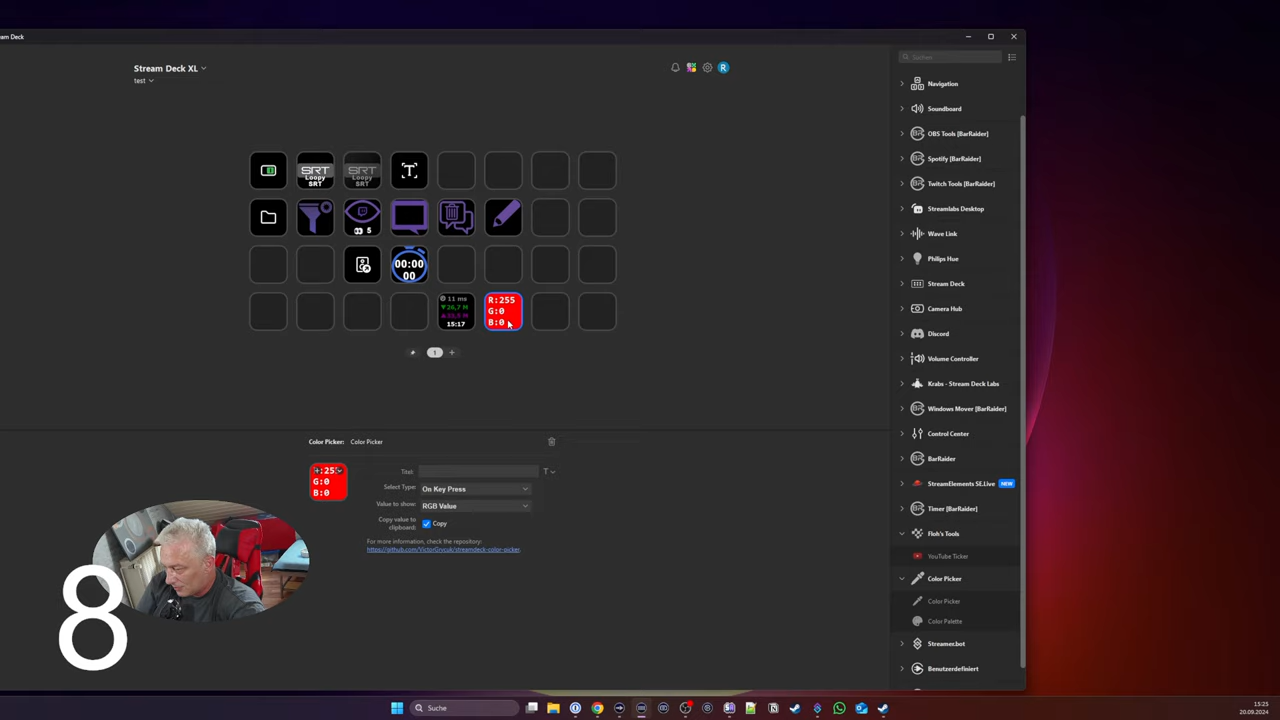 am Deck
Stream Deck XL
test
R
Suchen
Navigation
Soundboard
OBS Tools [BarRaider]
Spotify [BarRaider]
Twitch Tools [BarRaider]
Streamlabs Desktop
Wave Link
Philips Hue
Stream Deck
Camera Hub
Discord
Volume Controller
Krabs - Stream Deck Labs
Windows Mover [BarRaider]
Control Center
BarRaider
StreamElements SE.Live NEW
Timer [BarRaider]
Floh's Tools
YouTube Ticker
Color Picker
Color Picker
Color Palette
Streamer.bot
Benutzerdefiniert
SRT
Loopy
SRT
SRT
Loopy
SRT
T
5
00:00
00
11 ms
15:17
R:255
G:0
B:0
1
Color Picker: Color Picker
G:0
B:0
Titel:
T
Select Type: On Key Press
Value to show: RGB Value
Copy value to
clipboard: Copy
For more information, check the repository:
https://github.com/VictorGrycuk/streamdeck-color-picker.
8
Suche
15:25
20.09.2024